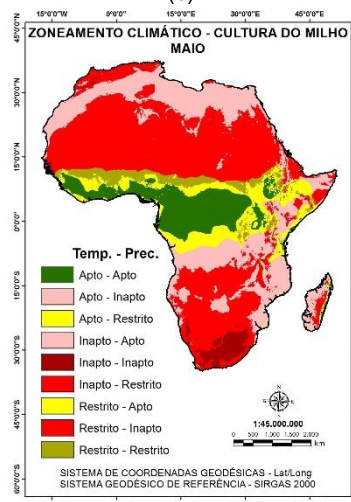 15°0'0"W 0°0'0" 15°0'0"E 30°0'0"E 45°0'0"E
ZONEAMENTO CLIMÁTICO - CULTURA DO MILHO
MAIO
45°0'0"N
30°0'0"N
15°0'0"N
0°0'0"
15°0'0"S
30°0'0"S
45°0'0"S
60°0'0"S
Temp. - Prec.
Apto - Apto
Apto - Inapto
Apto - Restrito
Inapto - Apto
Inapto - Inapto
Inapto - Restrito
Restrito - Apto
Restrito - Inapto
Restrito - Restrito
N
S
1:45.000.000
0 500 1.000 1.500 2.000
km
SISTEMA DE COORDENADAS GEODÉSICAS - Lat/Long
SISTEMA GEODÉSICO DE REFERÊNCIA - SIRGAS 2000